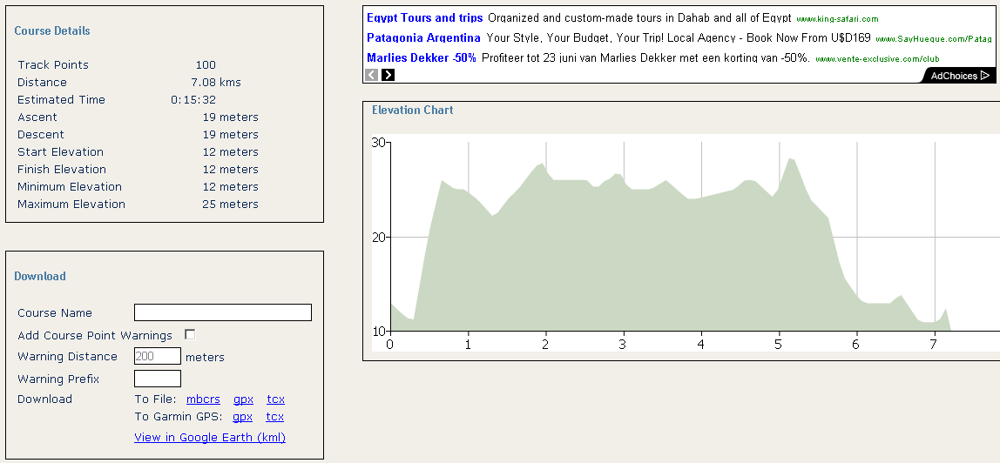 Course Details
Track Points 100
Distance 7.08 kms
Estimated Time 0:15:32
Ascent 19 meters
Descent 19 meters
Start Elevation 12 meters
Finish Elevation 12 meters
Minimum Elevation 12 meters
Maximum Elevation 25 meters
Download
Course Name
Add Course Point Warnings
Warning Distance 200 meters
Warning Prefix
Download To File: mbcrs gpx tcx
To Garmin GPS: gpx tcx
View in Google Earth (kml)
Egypt Tours and trips Organized and custom-made tours in Dahab and all of Egypt www.king-safari.com
Patagonia Argentina Your Style, Your Budget, Your Trip! Local Agency - Book Now From U$D169 www.SayHueque.com/Patag
Marlies Dekker -50% Profiteer tot 23 juni van Marlies Dekker met een korting van -50%. www.vente-exclusive.com/club
AdChoices
Elevation Chart
30
20
10
0 1 2 3 4 5 6 7